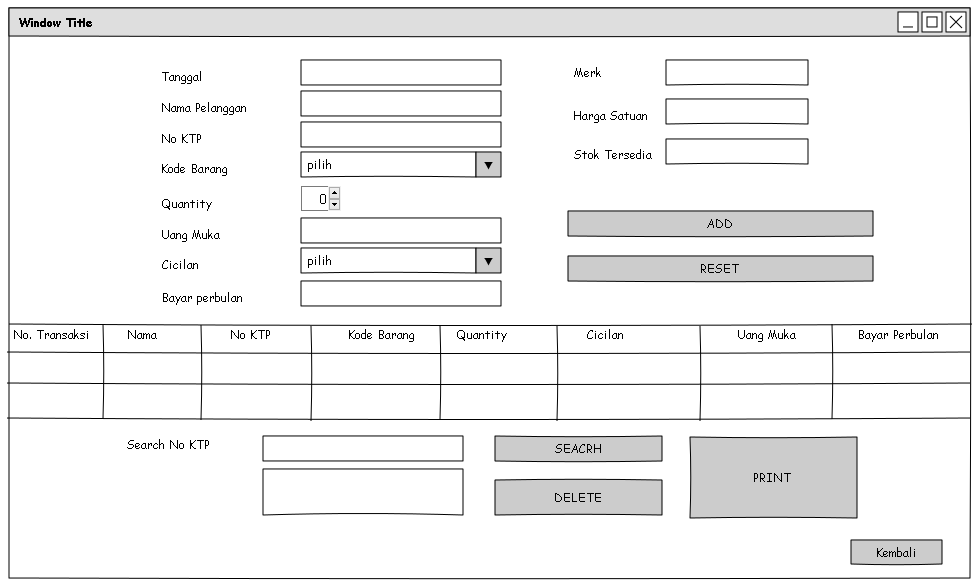 Window Title
Tanggal
Nama Pelanggan
No KTP
Kode Barang pilih
Quantity 0
Uang Muka
Cicilan pilih
Bayar perbulan
Merk
Harga Satuan
Stok Tersedia
ADD
RESET
No. Transaksi Nama No KTP Kode Barang Quantity Cicilan Uang Muka Bayar Perbulan
Search No KTP
SEACRH
DELETE
PRINT
Kembali